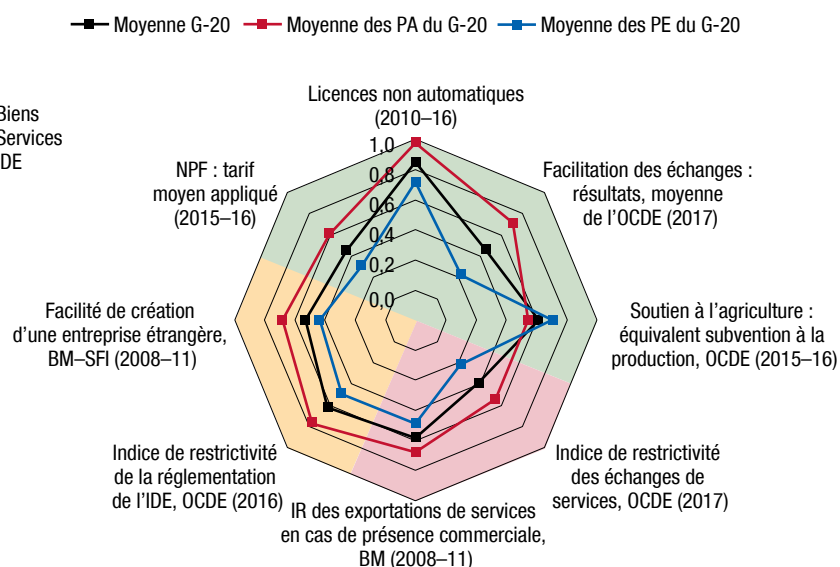 Moyenne G-20 Moyenne des PA du G-20 Moyenne des PE du G-20
Biens
Services
IDE
Licences non automatiques
(2010–16)
NPF : tarif
moyen appliqué
(2015–16)
Facilitation des échanges :
résultats, moyenne
de l'OCDE (2017)
1,0
0,8
0,6
0,4
0,2
0,0
Facilité de création
d'une entreprise étrangère,
BM–SFI (2008–11)
Soutien à l'agriculture :
équivalent subvention à la
production, OCDE (2015–16)
Indice de restrictivité
de la réglementation
de l'IDE, OCDE (2016)
Indice de restrictivité
des échanges de
services, OCDE (2017)
IR des exportations de services
en cas de présence commerciale,
BM (2008–11)